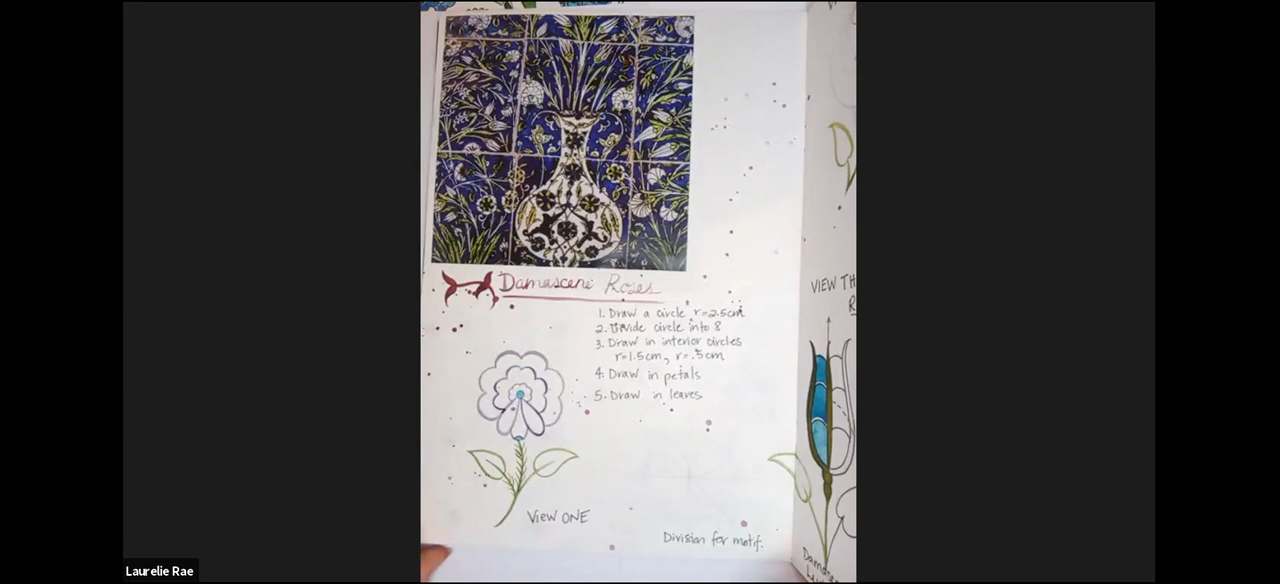 Damascene Roses
1. Draw a circle r=2.5cm
2. Divide circle into 8
3. Draw in interior circles
r=1.5cm, r=.5cm
4. Draw in petals
5. Draw in leaves
View ONE
Division for motif.
VIEW TH
R
Laurelie Rae